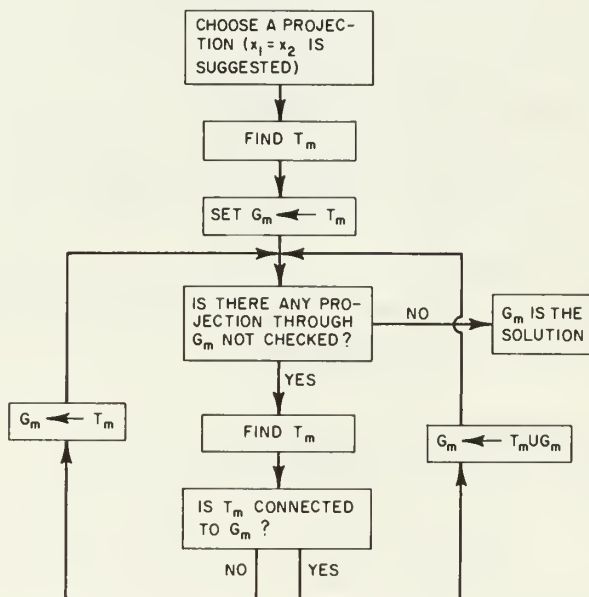 CHOOSE A PROJEC-
TION (x₁ = x₂ IS
SUGGESTED)
FIND Tₘ
SET Gₘ ← Tₘ
IS THERE ANY PRO-
JECTION THROUGH
Gₘ NOT CHECKED?
NO
Gₘ IS THE
SOLUTION
YES
Gₘ ← Tₘ
FIND Tₘ
Gₘ ← TₘUGₘ
IS Tₘ CONNECTED
TO Gₘ ?
NO
YES